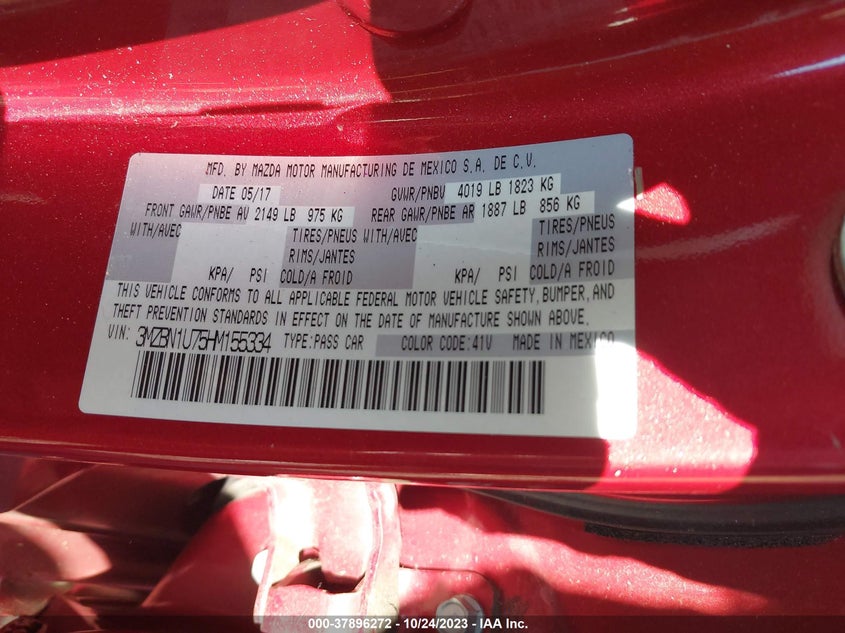 MFD. BY MAZDA MOTOR MANUFACTURING DE MEXICO S.A. DE C.V.
DATE 05/17 GVWR/PNBV 4019 LB 1823 KG
FRONT GAWR/PNBE AV 2149 LB 975 KG REAR GAWR/PNBE AR 1887 LB 856 KG
WITH/AVEC TIRES/PNEUS WITH/AVEC TIRES/PNEUS
RIMS/JANTES RIMS/JANTES
KPA/ PSI COLD/A FROID KPA/ PSI COLD/A FROID
THIS VEHICLE CONFORMS TO ALL APPLICABLE FEDERAL MOTOR VEHICLE SAFETY, BUMPER, AND
THEFT PREVENTION STANDARDS IN EFFECT ON THE DATE OF MANUFACTURE SHOWN ABOVE.
VIN: 3MZBN1U75HM155334 TYPE:PASS CAR COLOR CODE:41V MADE IN MEXICO
000-37896272 - 10/24/2023 - IAA Inc.